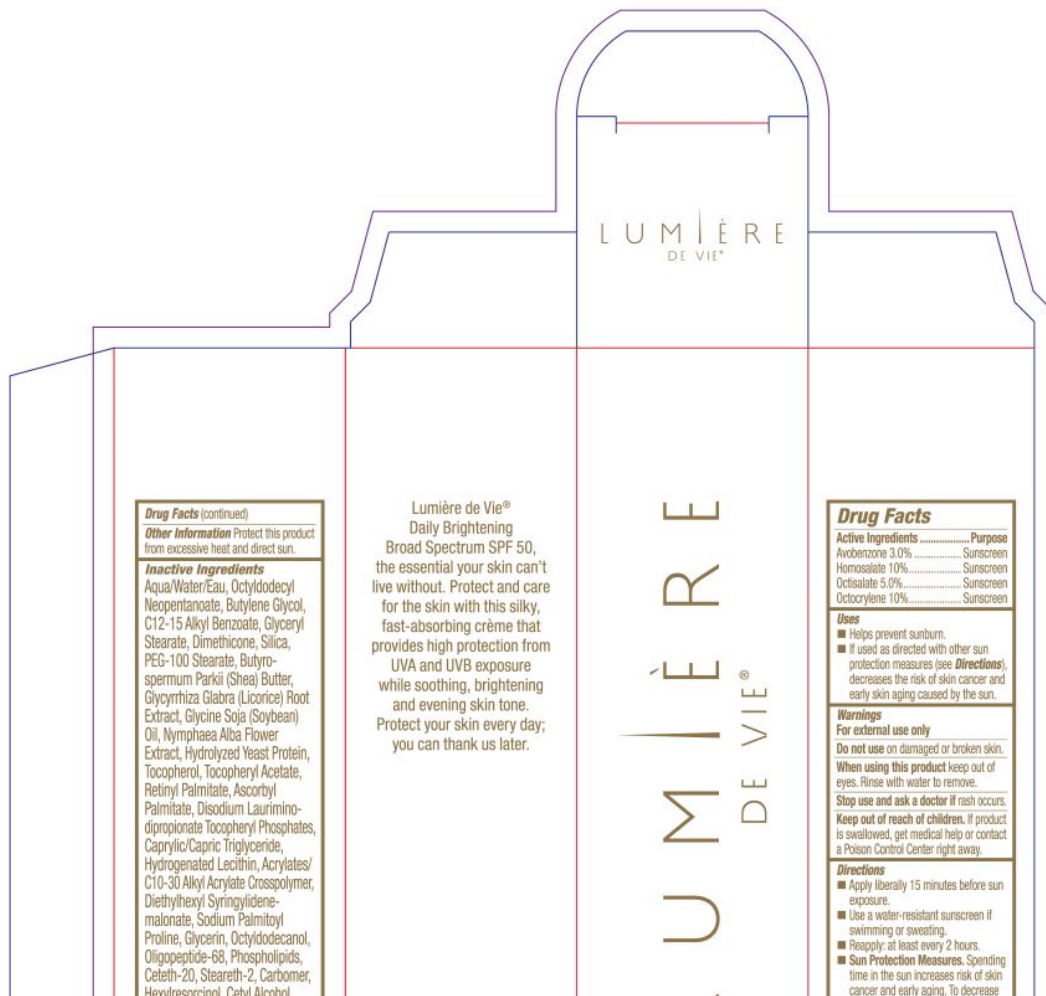 LUMIÈRE
DE VIE®
Drug Facts (continued)
Other Information Protect this product
from excessive heat and direct sun.
Inactive Ingredients
Aqua/Water/Eau, Octyldodecyl
Neopentanoate, Butylene Glycol,
C12-15 Alkyl Benzoate, Glyceryl
Stearate, Dimethicone, Silica,
PEG-100 Stearate, Butyro-
spermum Parkii (Shea) Butter,
Glycyrrhiza Glabra (Licorice) Root
Extract, Glycine Soja (Soybean)
Oil, Nymphaea Alba Flower
Extract, Hydrolyzed Yeast Protein,
Tocopherol, Tocopheryl Acetate,
Retinyl Palmitate, Ascorbyl
Palmitate, Disodium Laurimino-
dipropionate Tocopheryl Phosphates,
Caprylic/Capric Triglyceride,
Hydrogenated Lecithin, Acrylates/
C10-30 Alkyl Acrylate Crosspolymer,
Diethylhexyl Syringylidene-
malonate, Sodium Palmitoyl
Proline, Glycerin, Octyldodecanol,
Oligopeptide-68, Phospholipids,
Ceteth-20, Steareth-2, Carbomer,
Hexylresorcinol, Cetyl Alcohol
Lumière de Vie®
Daily Brightening
Broad Spectrum SPF 50,
the essential your skin can't
live without. Protect and care
for the skin with this silky,
fast-absorbing crème that
provides high protection from
UVA and UVB exposure
while soothing, brightening
and evening skin tone.
Protect your skin every day;
you can thank us later.
UMIÈRE
DE VIE®
Drug Facts
Active Ingredients .................. Purpose
Avobenzone 3.0% ................. Sunscreen
Homosalate 10%................... Sunscreen
Octisalate 5.0%.................... Sunscreen
Octocrylene 10%................... Sunscreen
Uses
■ Helps prevent sunburn.
■ If used as directed with other sun
protection measures (see Directions),
decreases the risk of skin cancer and
early skin aging caused by the sun.
Warnings
For external use only
Do not use on damaged or broken skin.
When using this product keep out of
eyes. Rinse with water to remove.
Stop use and ask a doctor if rash occurs.
Keep out of reach of children. If product
is swallowed, get medical help or contact
a Poison Control Center right away.
Directions
■ Apply liberally 15 minutes before sun
exposure.
■ Use a water-resistant sunscreen if
swimming or sweating.
■ Reapply: at least every 2 hours.
■ Sun Protection Measures. Spending
time in the sun increases risk of skin
cancer and early aging. To decrease